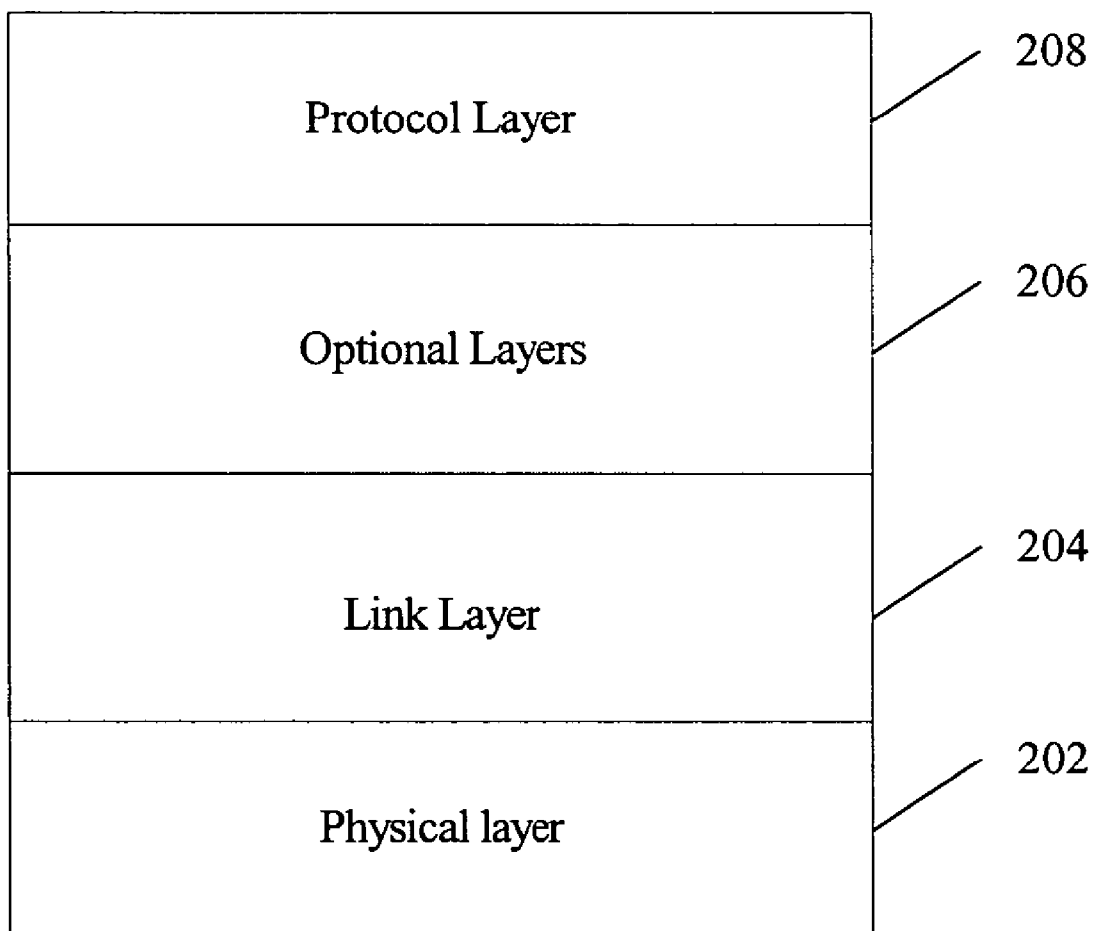 208
Protocol Layer
206
Optional Layers
204
Link Layer
202
Physical layer